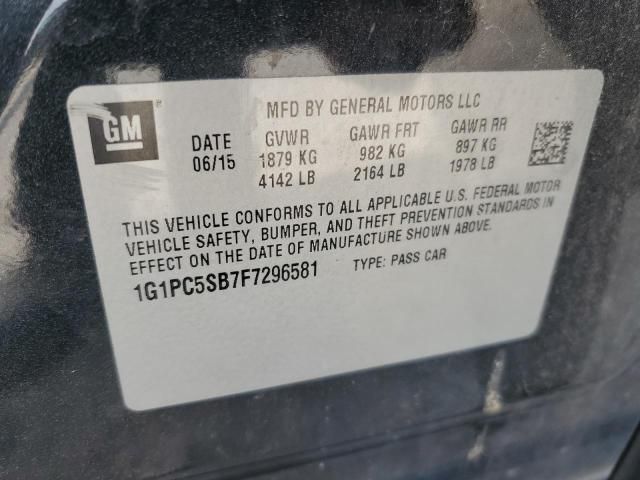 GM
MFD BY GENERAL MOTORS LLC
DATE GVWR GAWR FRT GAWR RR
06/15 1879 KG 982 KG 897 KG
4142 LB 2164 LB 1978 LB
THIS VEHICLE CONFORMS TO ALL APPLICABLE U.S. FEDERAL MOTOR
VEHICLE SAFETY, BUMPER, AND THEFT PREVENTION STANDARDS IN
EFFECT ON THE DATE OF MANUFACTURE SHOWN ABOVE.
1G1PC5SB7F7296581 TYPE: PASS CAR